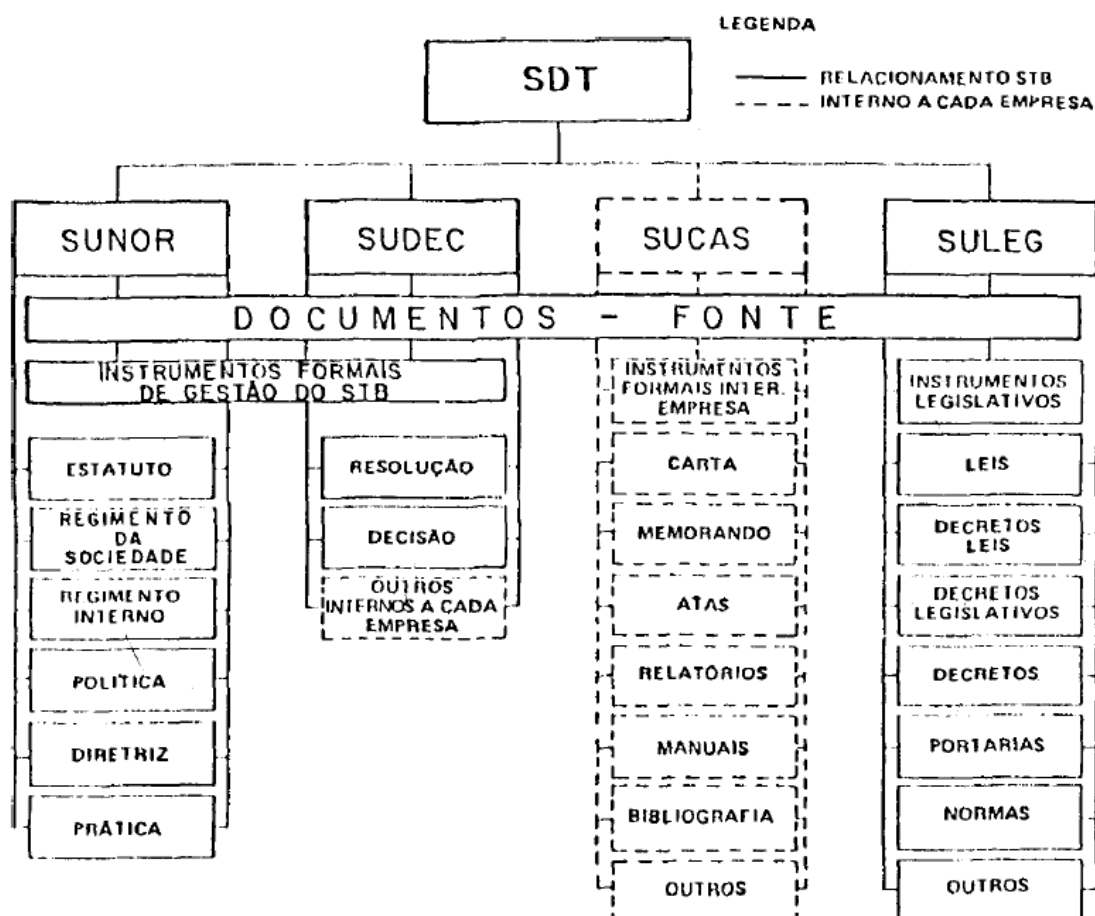 LEGENDA
SDT
RELACIONAMENTO STB
INTERNO A CADA EMPRESA
SUNOR
SUDEC
SUCAS
SULEG
DOCUMENTOS - FONTE
INSTRUMENTOS FORMAIS
DE GESTÃO DO STB
ESTATUTO
REGIMENTO
DA
SOCIEDADE
REGIMENTO
INTERNO
POLÍTICA
DIRETRIZ
PRÁTICA
RESOLUÇÃO
DECISÃO
OUTROS
INTERNOS A CADA
EMPRESA
INSTRUMENTOS
FORMAIS INTER.
EMPRESA
CARTA
MEMORANDO
ATAS
RELATÓRIOS
MANUAIS
BIBLIOGRAFIA
OUTROS
INSTRUMENTOS
LEGISLATIVOS
LEIS
DECRETOS
LEIS
DECRETOS
LEGISLATIVOS
DECRETOS
PORTARIAS
NORMAS
OUTROS